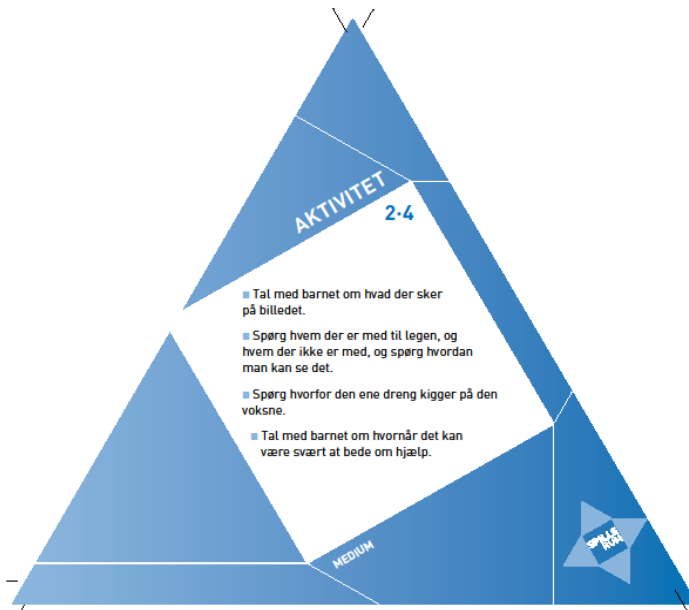 AKTIVITET
2·4
■ Tal med barnet om hvad der sker
på billedet.
■ Spørg hvem der er med til legen, og
hvem der ikke er med, og spørg hvordan
man kan se det.
■ Spørg hvorfor den ene dreng kigger på den
voksne.
■ Tal med barnet om hvornår det kan
være svært at bede om hjælp.
MEDIUM
SPILLE
RUM